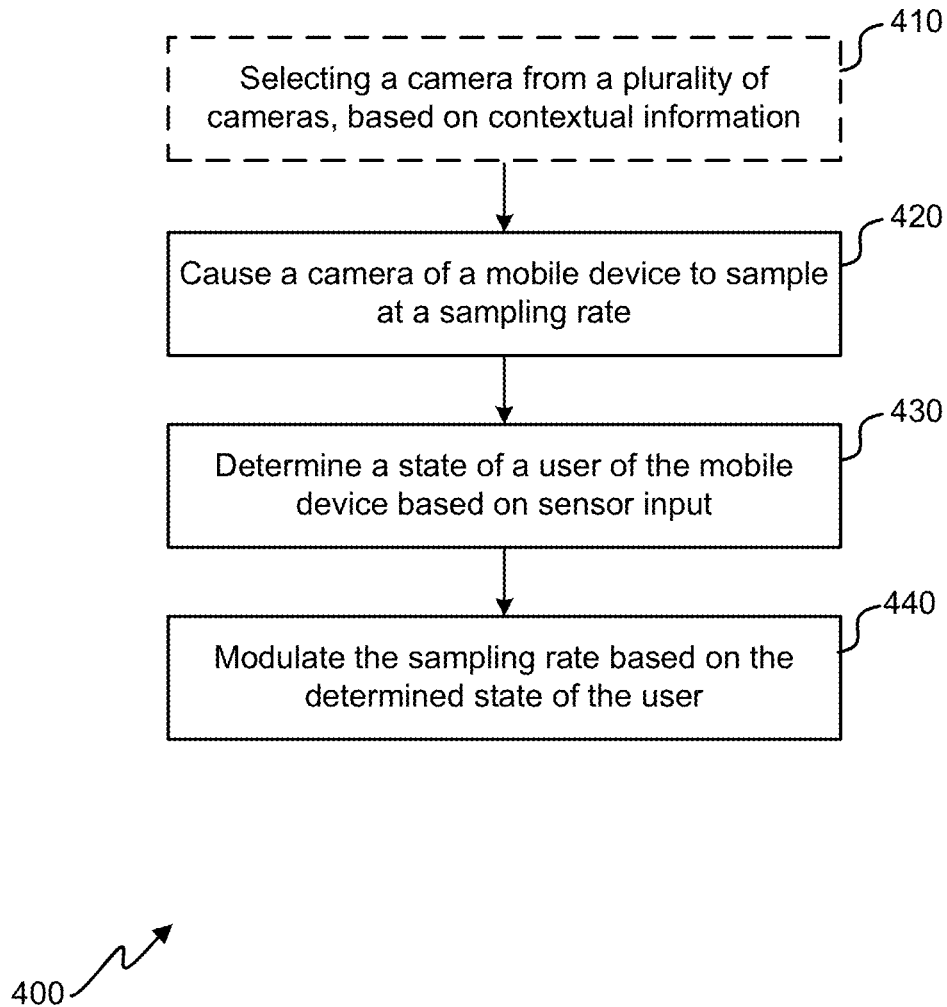 410
Selecting a camera from a plurality of
cameras, based on contextual information
420
Cause a camera of a mobile device to sample
at a sampling rate
430
Determine a state of a user of the mobile
device based on sensor input
440
Modulate the sampling rate based on the
determined state of the user
400